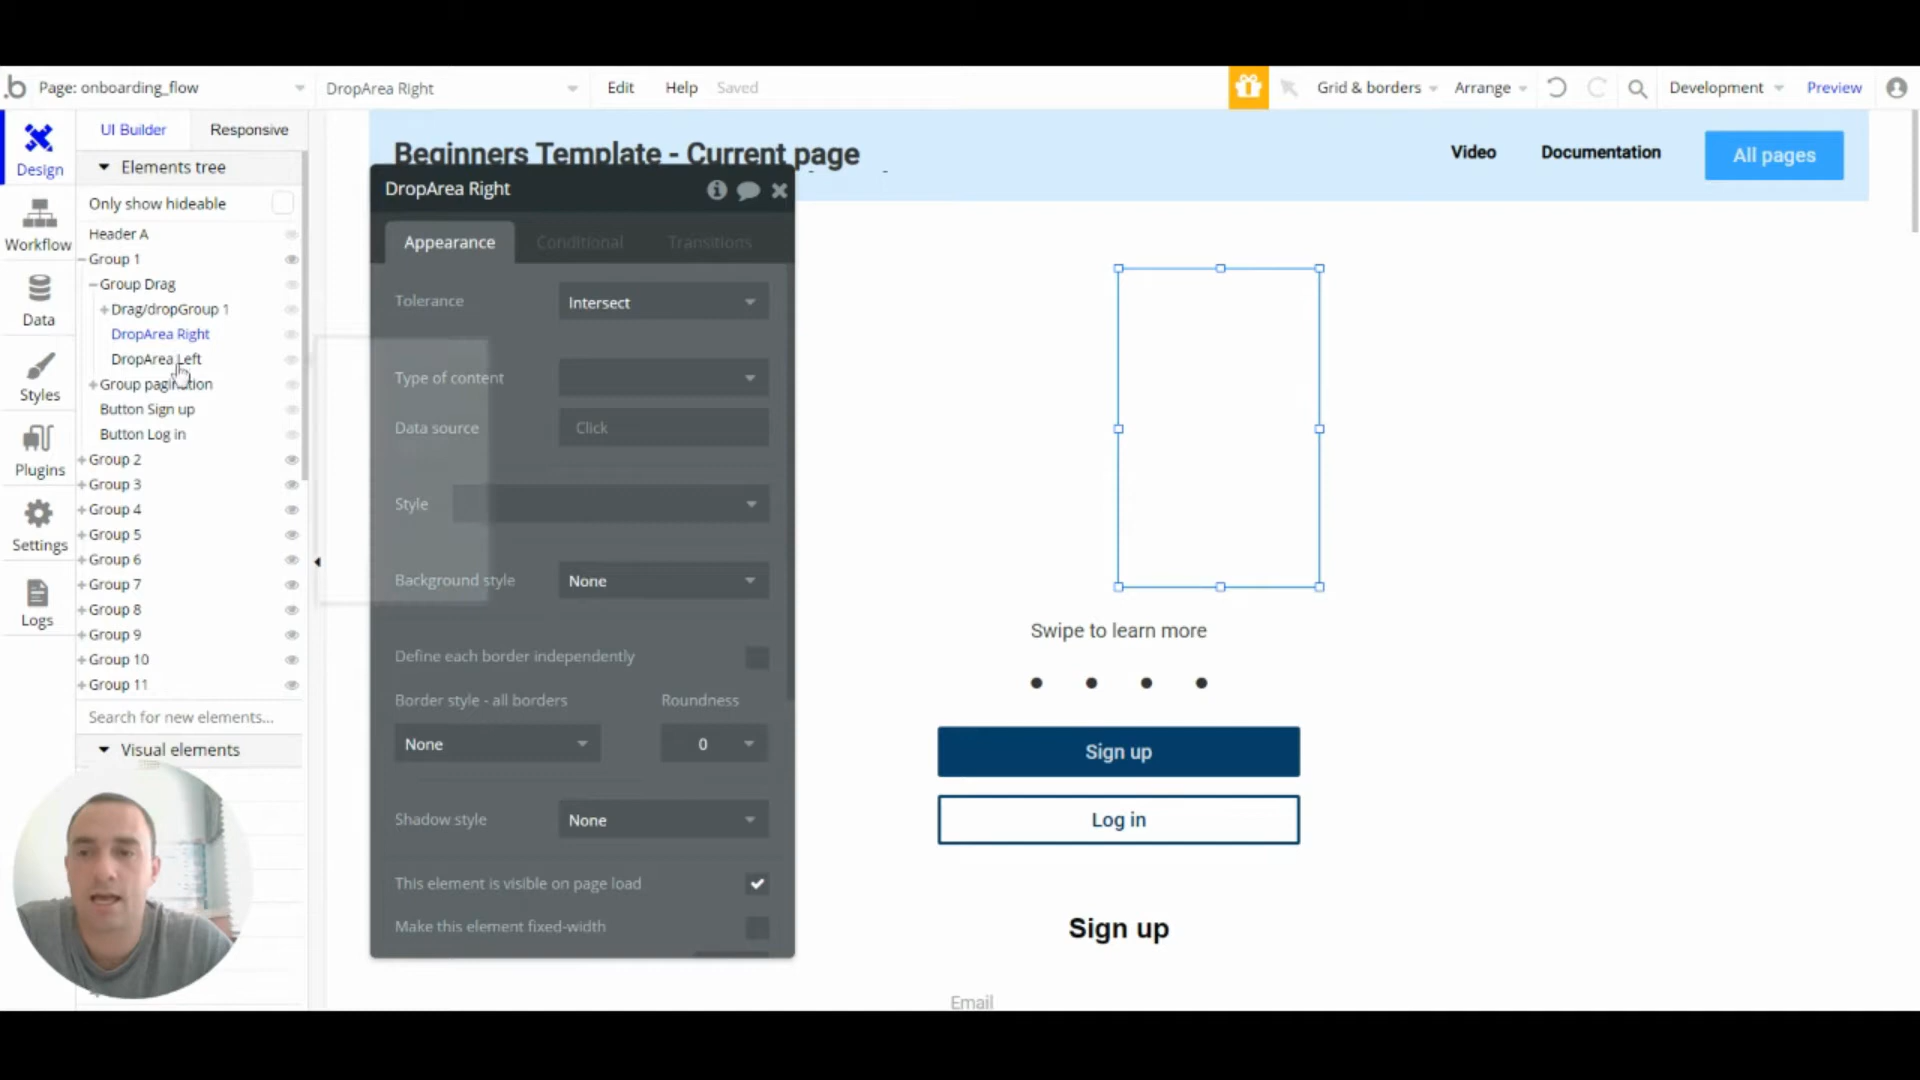 .b Page: onboarding_flow
DropArea Right
Edit
Help
Saved
Grid & borders
Arrange
Development
Preview
UI Builder
Responsive
Design
Workflow
Data
Styles
Plugins
Settings
Logs
Elements tree
Only show hideable
Header A
Group 1
Group Drag
Drag/dropGroup 1
DropArea Right
DropArea Left
Group pagination
Button Sign up
Button Log in
Group 2
Group 3
Group 4
Group 5
Group 6
Group 7
Group 8
Group 9
Group 10
Group 11
Search for new elements...
Visual elements
Beginners Template - Current page
Video
Documentation
All pages
DropArea Right
Appearance
Conditional
Transitions
Tolerance
Intersect
Type of content
Data source
Click
Style
Background style
None
Define each border independently
Border style - all borders
Roundness
None
0
Shadow style
None
This element is visible on page load
Make this element fixed-width
Swipe to learn more
Sign up
Log in
Sign up
Email